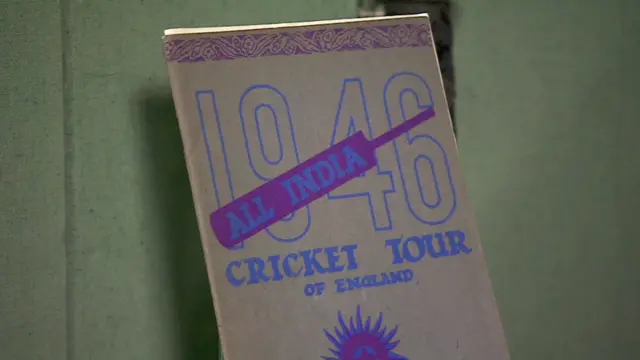 1946
ALL INDIA
CRICKET TOUR
OF ENGLAND